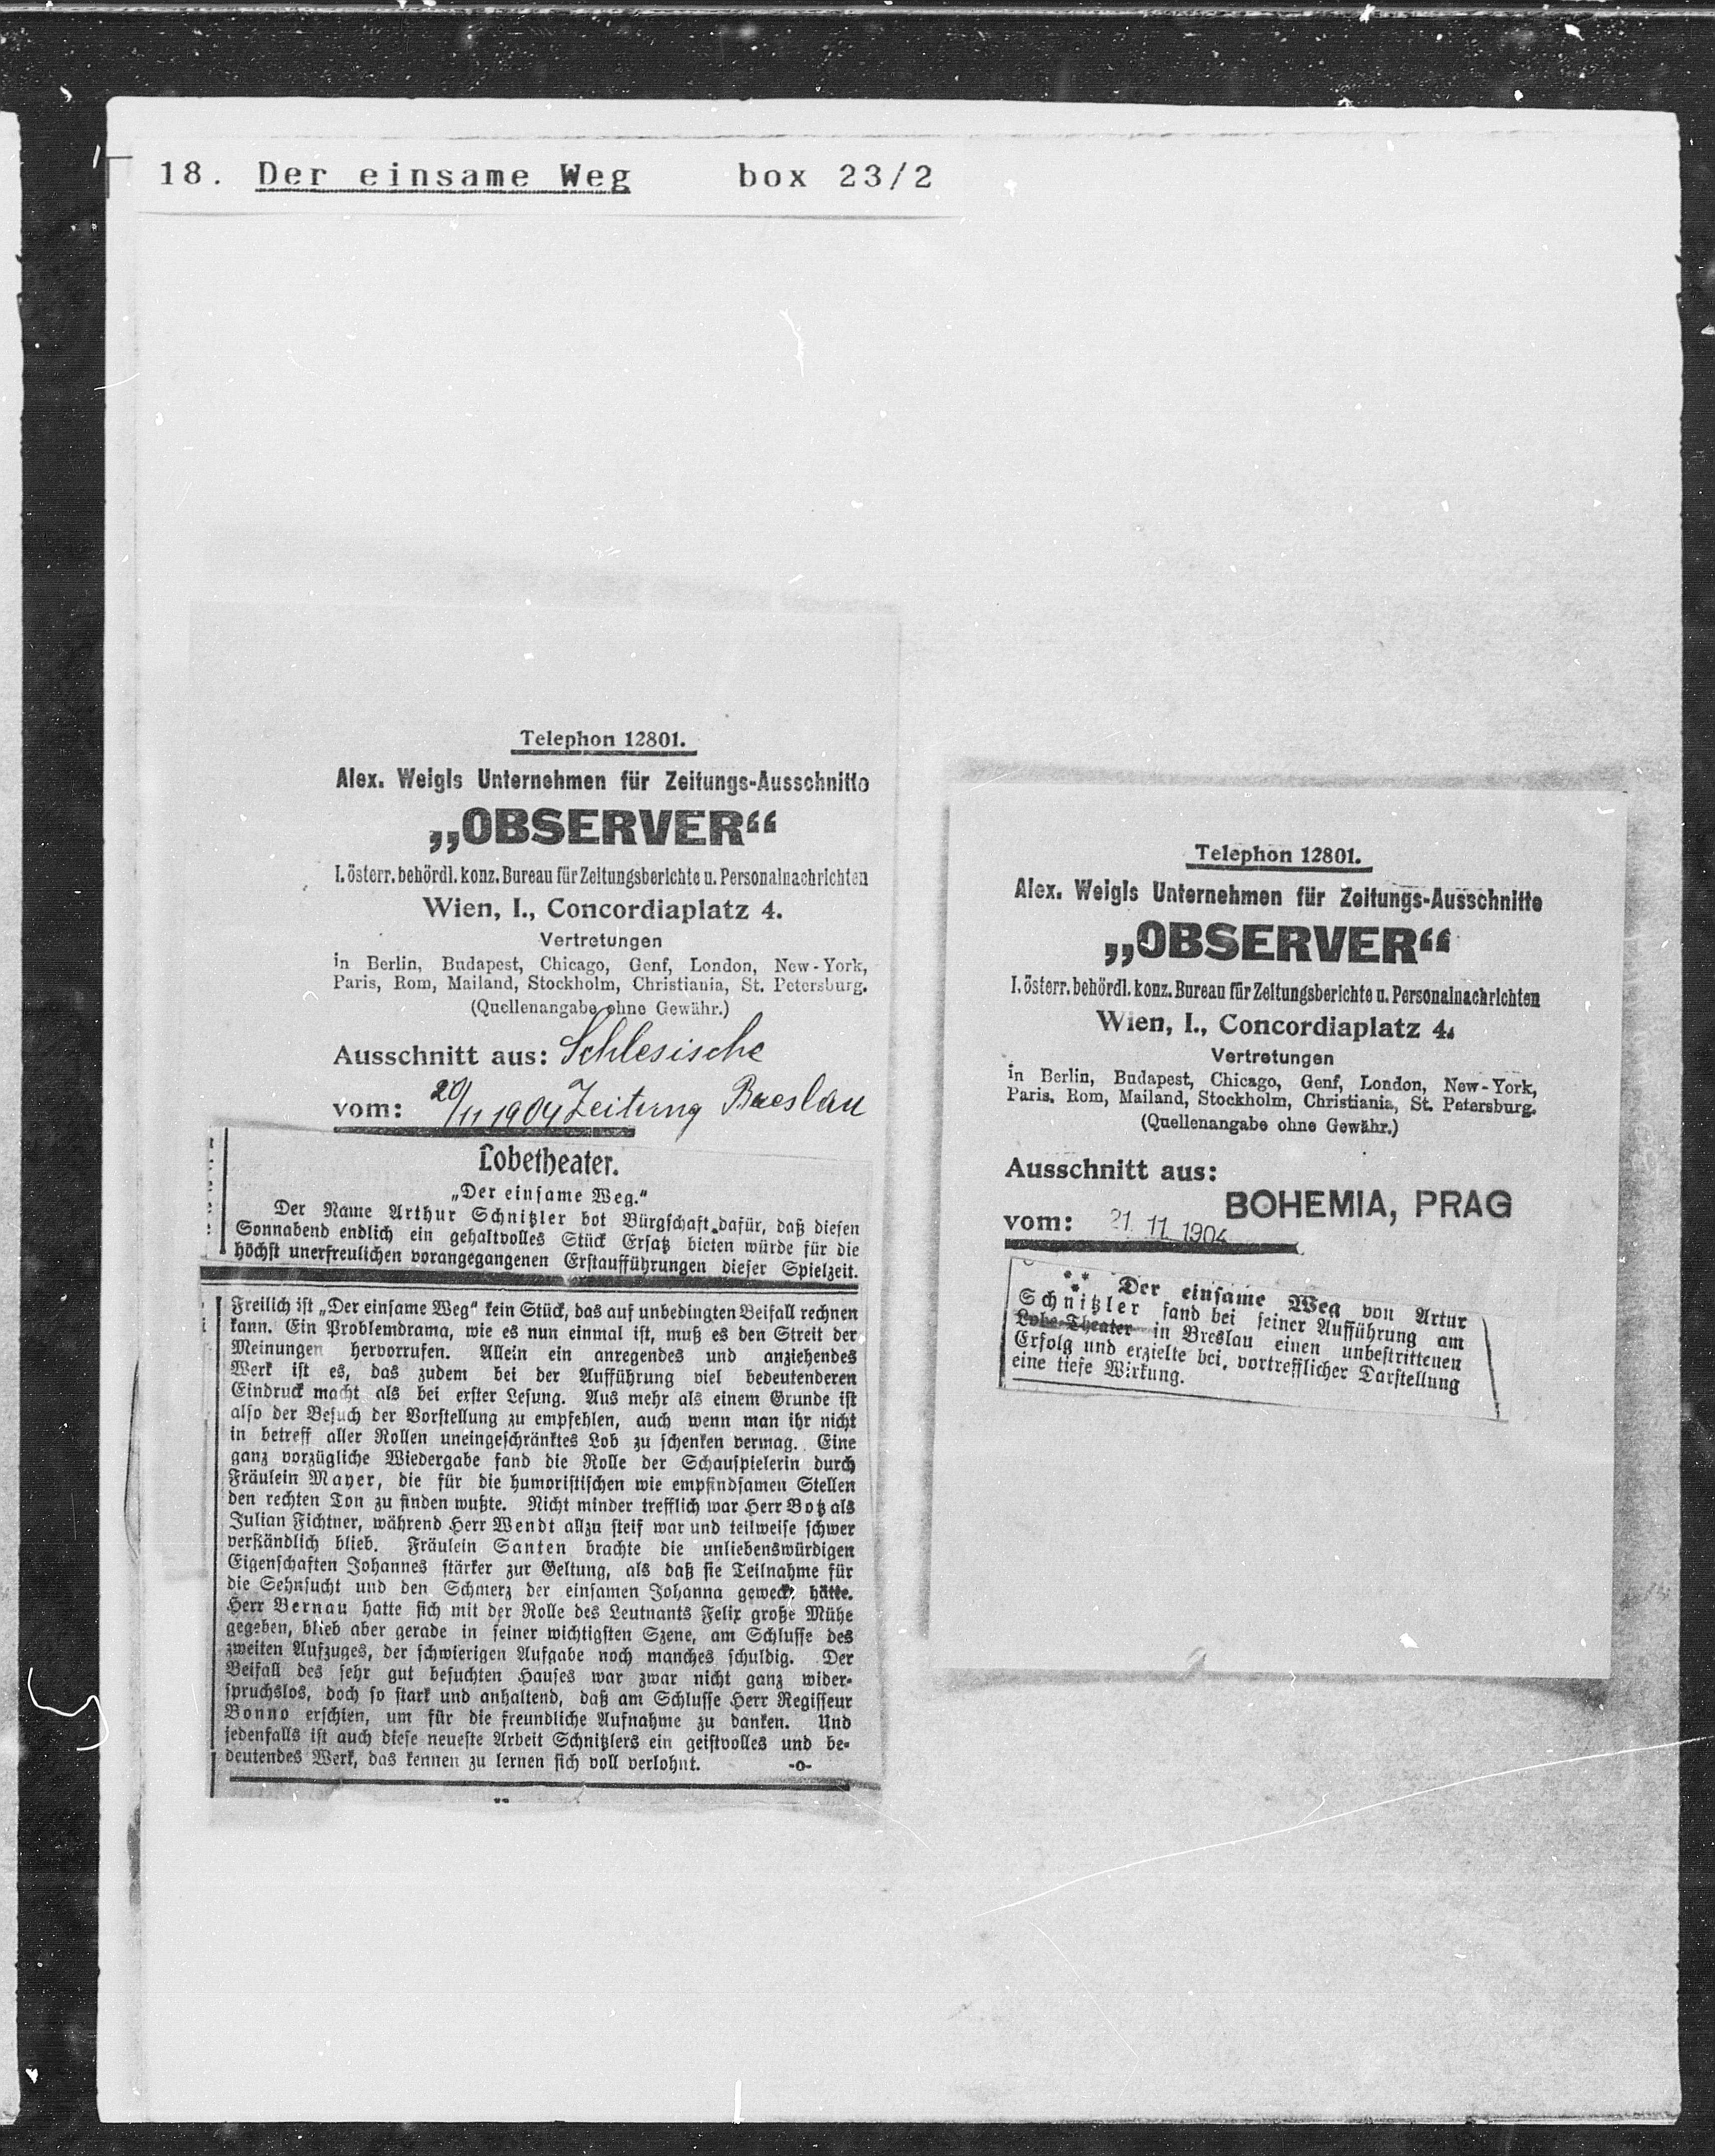 18. Der einsame Weg box 23/2
Telephon 12801.
Alex. Weigls Unternehmen für Zeitungs-Ausschnitte
„OBSERVER“
I. österr. behördl. konz. Bureau für Zeitungsberichte u. Personalnachrichten
Wien, I., Concordiaplatz 4.
Vertretungen
in Berlin, Budapest, Chicago, Genf, London, New-York,
Paris, Rom, Mailand, Stockholm, Christiania, St. Petersburg.
(Quellenangabe ohne Gewähr.)
Ausschnitt aus: Schlesische
vom: 20/11 1904 Zeitung Breslau
Lobetheater.
„Der einsame Weg.“
Der Name Arthur Schnitzler bot Bürgschaft dafür, daß diesen
Sonnabend endlich ein gehaltvolles Stück Ersatz bieten würde für die
höchst unerfreulichen vorangegangenen Erstaufführungen dieser Spielzeit.
Freilich ist „Der einsame Weg“ kein Stück, das auf unbedingten Beifall rechnen
kann. Ein Problemdrama, wie es nun einmal ist, muß es den Streit der
Meinungen hervorrufen. Allein ein anregendes und anziehendes
Werk ist es, das zudem bei der Aufführung viel bedeutenderen
Eindruck macht als bei erster Lesung. Aus mehr als einem Grunde ist
also der Besuch der Vorstellung zu empfehlen, auch wenn man ihr nicht
in betreff aller Rollen uneingeschränktes Lob zu schenken vermag. Eine
ganz vorzügliche Wiedergabe fand die Rolle der Schauspielerin durch
Fräulein Mayer, die für die humoristischen wie empfindsamen Stellen
den rechten Ton zu finden wußte. Nicht minder trefflich war Herr Botz als
Julian Fichtner, während Herr Wendt allzu steif war und teilweise schwer
verständlich blieb. Fräulein Santen brachte die unliebenswürdigen
Eigenschaften Johannes stärker zur Geltung, als daß sie Teilnahme für
die Sehnsucht und den Schmerz der einsamen Johanna geweckt hätte.
Herr Bernau hatte sich mit der Rolle des Leutnants Felix große Mühe
gegeben, blieb aber gerade in seiner wichtigsten Szene, am Schlusse des
zweiten Aufzuges, der schwierigen Aufgabe noch manches schuldig. Der
Beifall des sehr gut besuchten Hauses war zwar nicht ganz wider-
spruchslos, doch so stark und anhaltend, daß am Schlusse Herr Regisseur
Bonno erschien, um für die freundliche Aufnahme zu danken. Und
jedenfalls ist auch diese neueste Arbeit Schnitzlers ein geistvolles und be-
deutendes Werk, das kennen zu lernen sich voll verlohnt. -o-
Telephon 12801.
Alex. Weigls Unternehmen für Zeitungs-Ausschnitte
„OBSERVER“
I. österr. behördl. konz. Bureau für Zeitungsberichte u. Personalnachrichten
Wien, I., Concordiaplatz 4.
Vertretungen
in Berlin, Budapest, Chicago, Genf, London, New-York,
Paris, Rom, Mailand, Stockholm, Christiania, St. Petersburg.
(Quellenangabe ohne Gewähr.)
Ausschnitt aus:
BOHEMIA, PRAG
vom: 21. 11. 1904
*** Der einsame Weg von Artur
Schnitzler fand bei seiner Aufführung am
Lobe-Theater in Breslau einen unbestrittenen
Erfolg und erzielte bei vortrefflicher Darstellung
eine tiefe Wirkung.